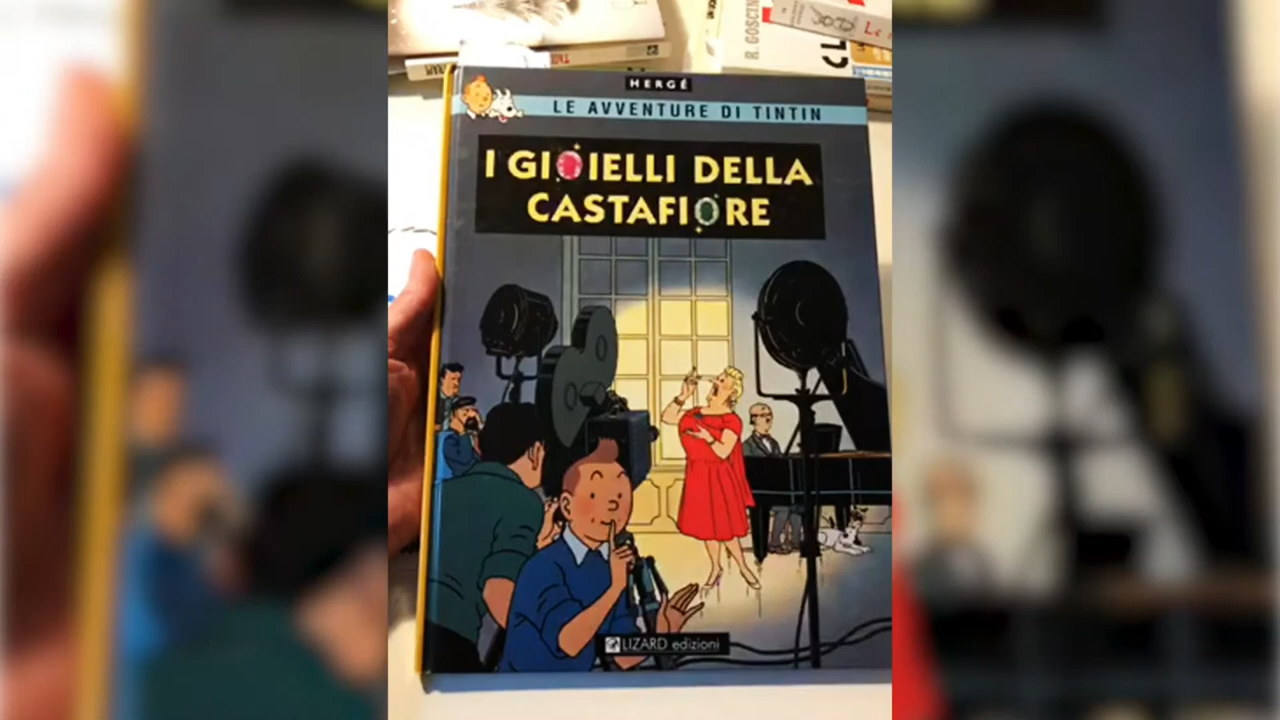 R. GOSCIN
HERGÉ
LE AVVENTURE DI TINTIN
I GIOIELLI DELLA
CASTAFIORE
LIZARD edizioni